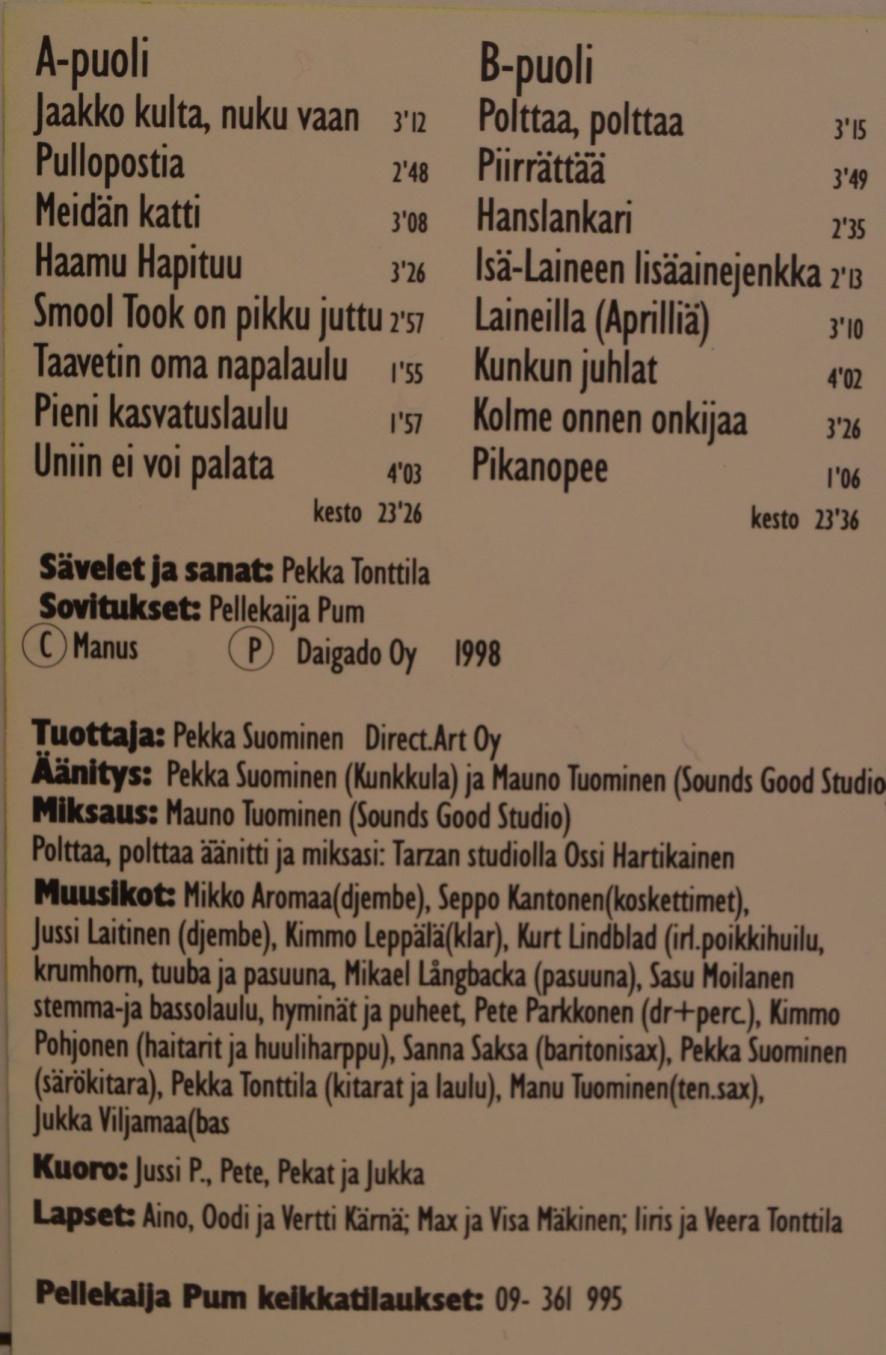 A-puoli
Jaakko kulta, nuku vaan 3'12
Pullopostia 2'48
Meidän katti 3'08
Haamu Hapituu 3'26
Smool Took on pikku juttu 2'57
Taavetin oma napalaulu 1'55
Pieni kasvatuslaulu 1'57
Uniin ei voi palata 4'03
kesto 23'26
B-puoli
Polttaa, polttaa 3'15
Piirrättää 3'49
Hanslankari 2'35
Isä-Laineen lisäainejenkka 2'13
Laineilla (Aprilliä) 3'10
Kunkun juhlat 4'02
Kolme onnen onkijaa 3'26
Pikanopee 1'06
kesto 23'36
Sävelet ja sanat: Pekka Tonttila
Sovitukset: Pellekaija Pum
Ⓒ Manus Ⓟ Daigado Oy 1998
Tuottaja: Pekka Suominen Direct.Art Oy
Äänitys: Pekka Suominen (Kunkkula) ja Mauno Tuominen (Sounds Good Studio)
Miksaus: Mauno Tuominen (Sounds Good Studio)
Polttaa, polttaa äänitti ja miksasi: Tarzan studiolla Ossi Hartikainen
Muusikot: Mikko Aromaa(djembe), Seppo Kantonen(koskettimet),
Jussi Laitinen (djembe), Kimmo Leppälä(klar), Kurt Lindblad (irl.poikkihuilu,
krumhorn, tuuba ja pasuuna, Mikael Långbacka (pasuuna), Sasu Moilanen
stemma-ja bassolaulu, hyminät ja puheet, Pete Parkkonen (dr+perc.), Kimmo
Pohjonen (haitarit ja huuliharppu), Sanna Saksa (baritonisax), Pekka Suominen
(särökitara), Pekka Tonttila (kitarat ja laulu), Manu Tuominen(ten.sax),
Jukka Viljamaa(bas
Kuoro: Jussi P., Pete, Pekat ja Jukka
Lapset: Aino, Oodi ja Vertti Kärnä; Max ja Visa Mäkinen; Iiris ja Veera Tonttila
Pellekaija Pum keikkatilaukset: 09- 361 995